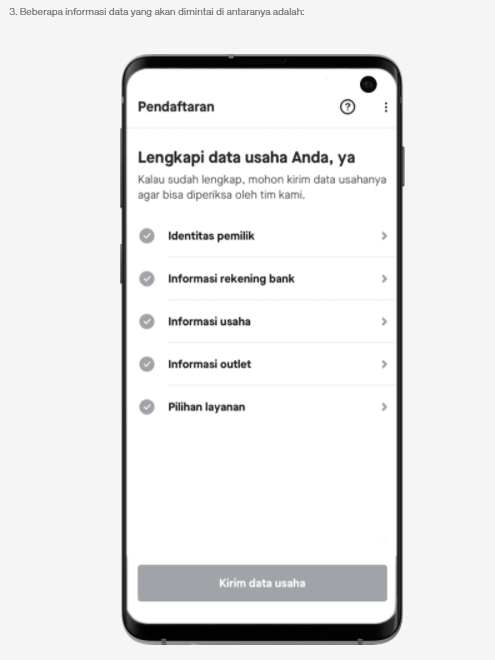 3. Beberapa informasi data yang akan dimintai di antaranya adalah:
Pendaftaran
Lengkapi data usaha Anda, ya
Kalau sudah lengkap, mohon kirim data usahanya
agar bisa diperiksa oleh tim kami.
Identitas pemilik
Informasi rekening bank
Informasi usaha
Informasi outlet
Pilihan layanan
Kirim data usaha